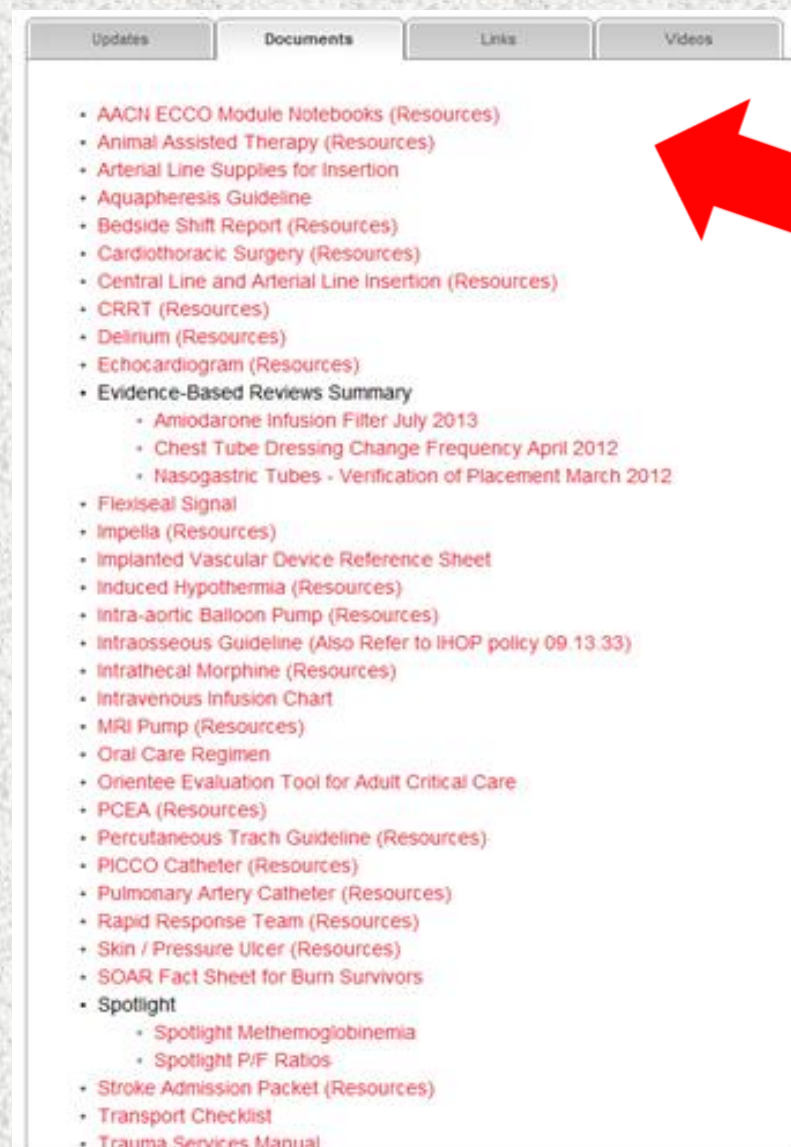 Updates Documents Links Videos
• AACN ECCO Module Notebooks (Resources)
• Animal Assisted Therapy (Resources)
• Arterial Line Supplies for Insertion
• Aquapheresis Guideline
• Bedside Shift Report (Resources)
• Cardiothoracic Surgery (Resources)
• Central Line and Arterial Line Insertion (Resources)
• CRRT (Resources)
• Delirium (Resources)
• Echocardiogram (Resources)
• Evidence-Based Reviews Summary
• Amiodarone Infusion Filter July 2013
• Chest Tube Dressing Change Frequency April 2012
• Nasogastric Tubes - Verification of Placement March 2012
• Flexiseal Signal
• Impella (Resources)
• Implanted Vascular Device Reference Sheet
• Induced Hypothermia (Resources)
• Intra-aortic Balloon Pump (Resources)
• Intraosseous Guideline (Also Refer to IHOP policy 09.13.33)
• Intrathecal Morphine (Resources)
• Intravenous Infusion Chart
• MRI Pump (Resources)
• Oral Care Regimen
• Orientee Evaluation Tool for Adult Critical Care
• PCEA (Resources)
• Percutaneous Trach Guideline (Resources)
• PICCO Catheter (Resources)
• Pulmonary Artery Catheter (Resources)
• Rapid Response Team (Resources)
• Skin / Pressure Ulcer (Resources)
• SOAR Fact Sheet for Burn Survivors
• Spotlight
• Spotlight Methemoglobinemia
• Spotlight P/F Ratios
• Stroke Admission Packet (Resources)
• Transport Checklist
• Trauma Services Manual